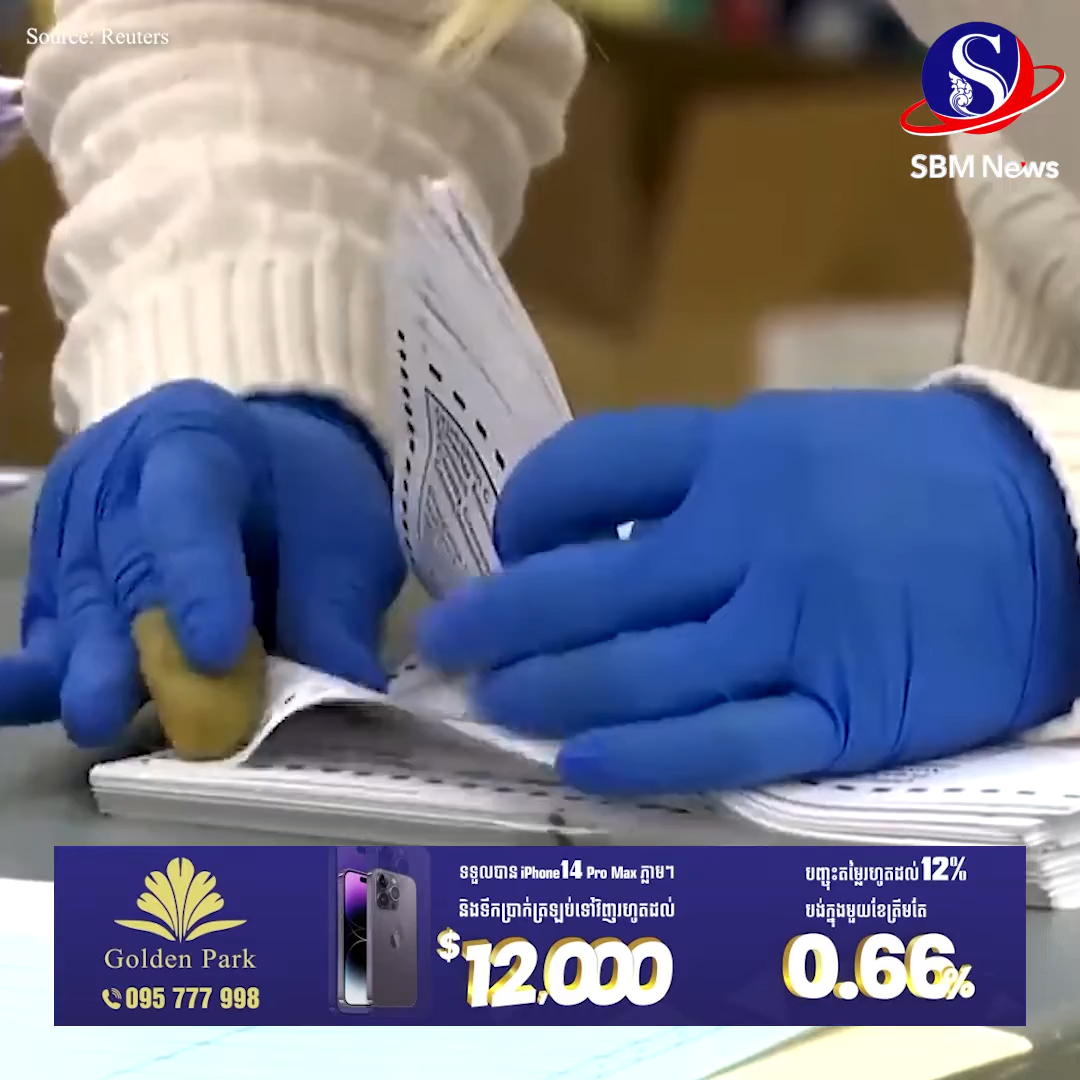 Source: Reuters
S
SBM News
Golden Park
095 777 998
ទទួលបាន iPhone 14 Pro Max ភ្លាមៗ
និងទឹកប្រាក់ត្រឡប់ទៅវិញរហូតដល់
$12,000
បញ្ចុះតម្លៃរហូតដល់ 12%
បង់ក្នុងមួយខែត្រឹមតែ
0.66%